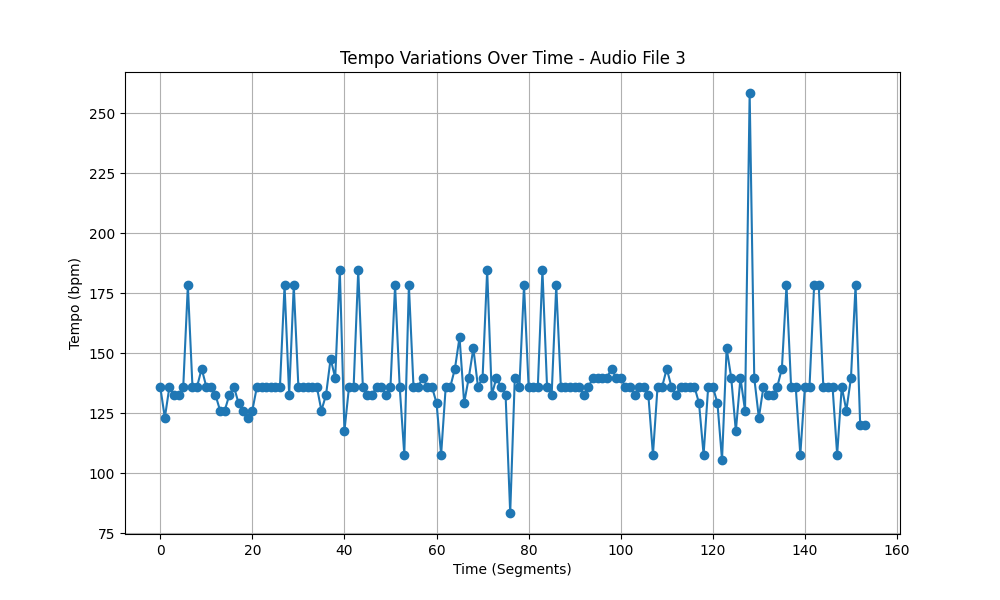 Tempo Variations Over Time - Audio File 3
250
225
200
175
150
125
100
75
Tempo (bpm)
0 20 40 60 80 100 120 140 160
Time (Segments)